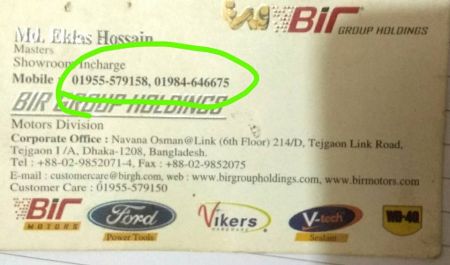 BiR GROUP HOLDINGS
Md. Eklas Hossain
Masters
Showroom Incharge
Mobile : 01955-579158, 01984-646675
BIR GROUP HOLDINGS
Motors Division
Corporate Office : Navana Osman@Link (6th Floor) 214/D, Tejgaon Link Road,
Tejgaon I/A, Dhaka-1208, Bangladesh.
Tel : +88-02-9852071-4, Fax : +88-02-9852075
E-mail : customercare@birgh.com, web : www.birgroupholdings.com, www.birmotors.com
Customer Care : 01955-579150
BiR MOTORS
Ford Power Tools
Vikers HARDWARE
V-tech Sealant
WD-40